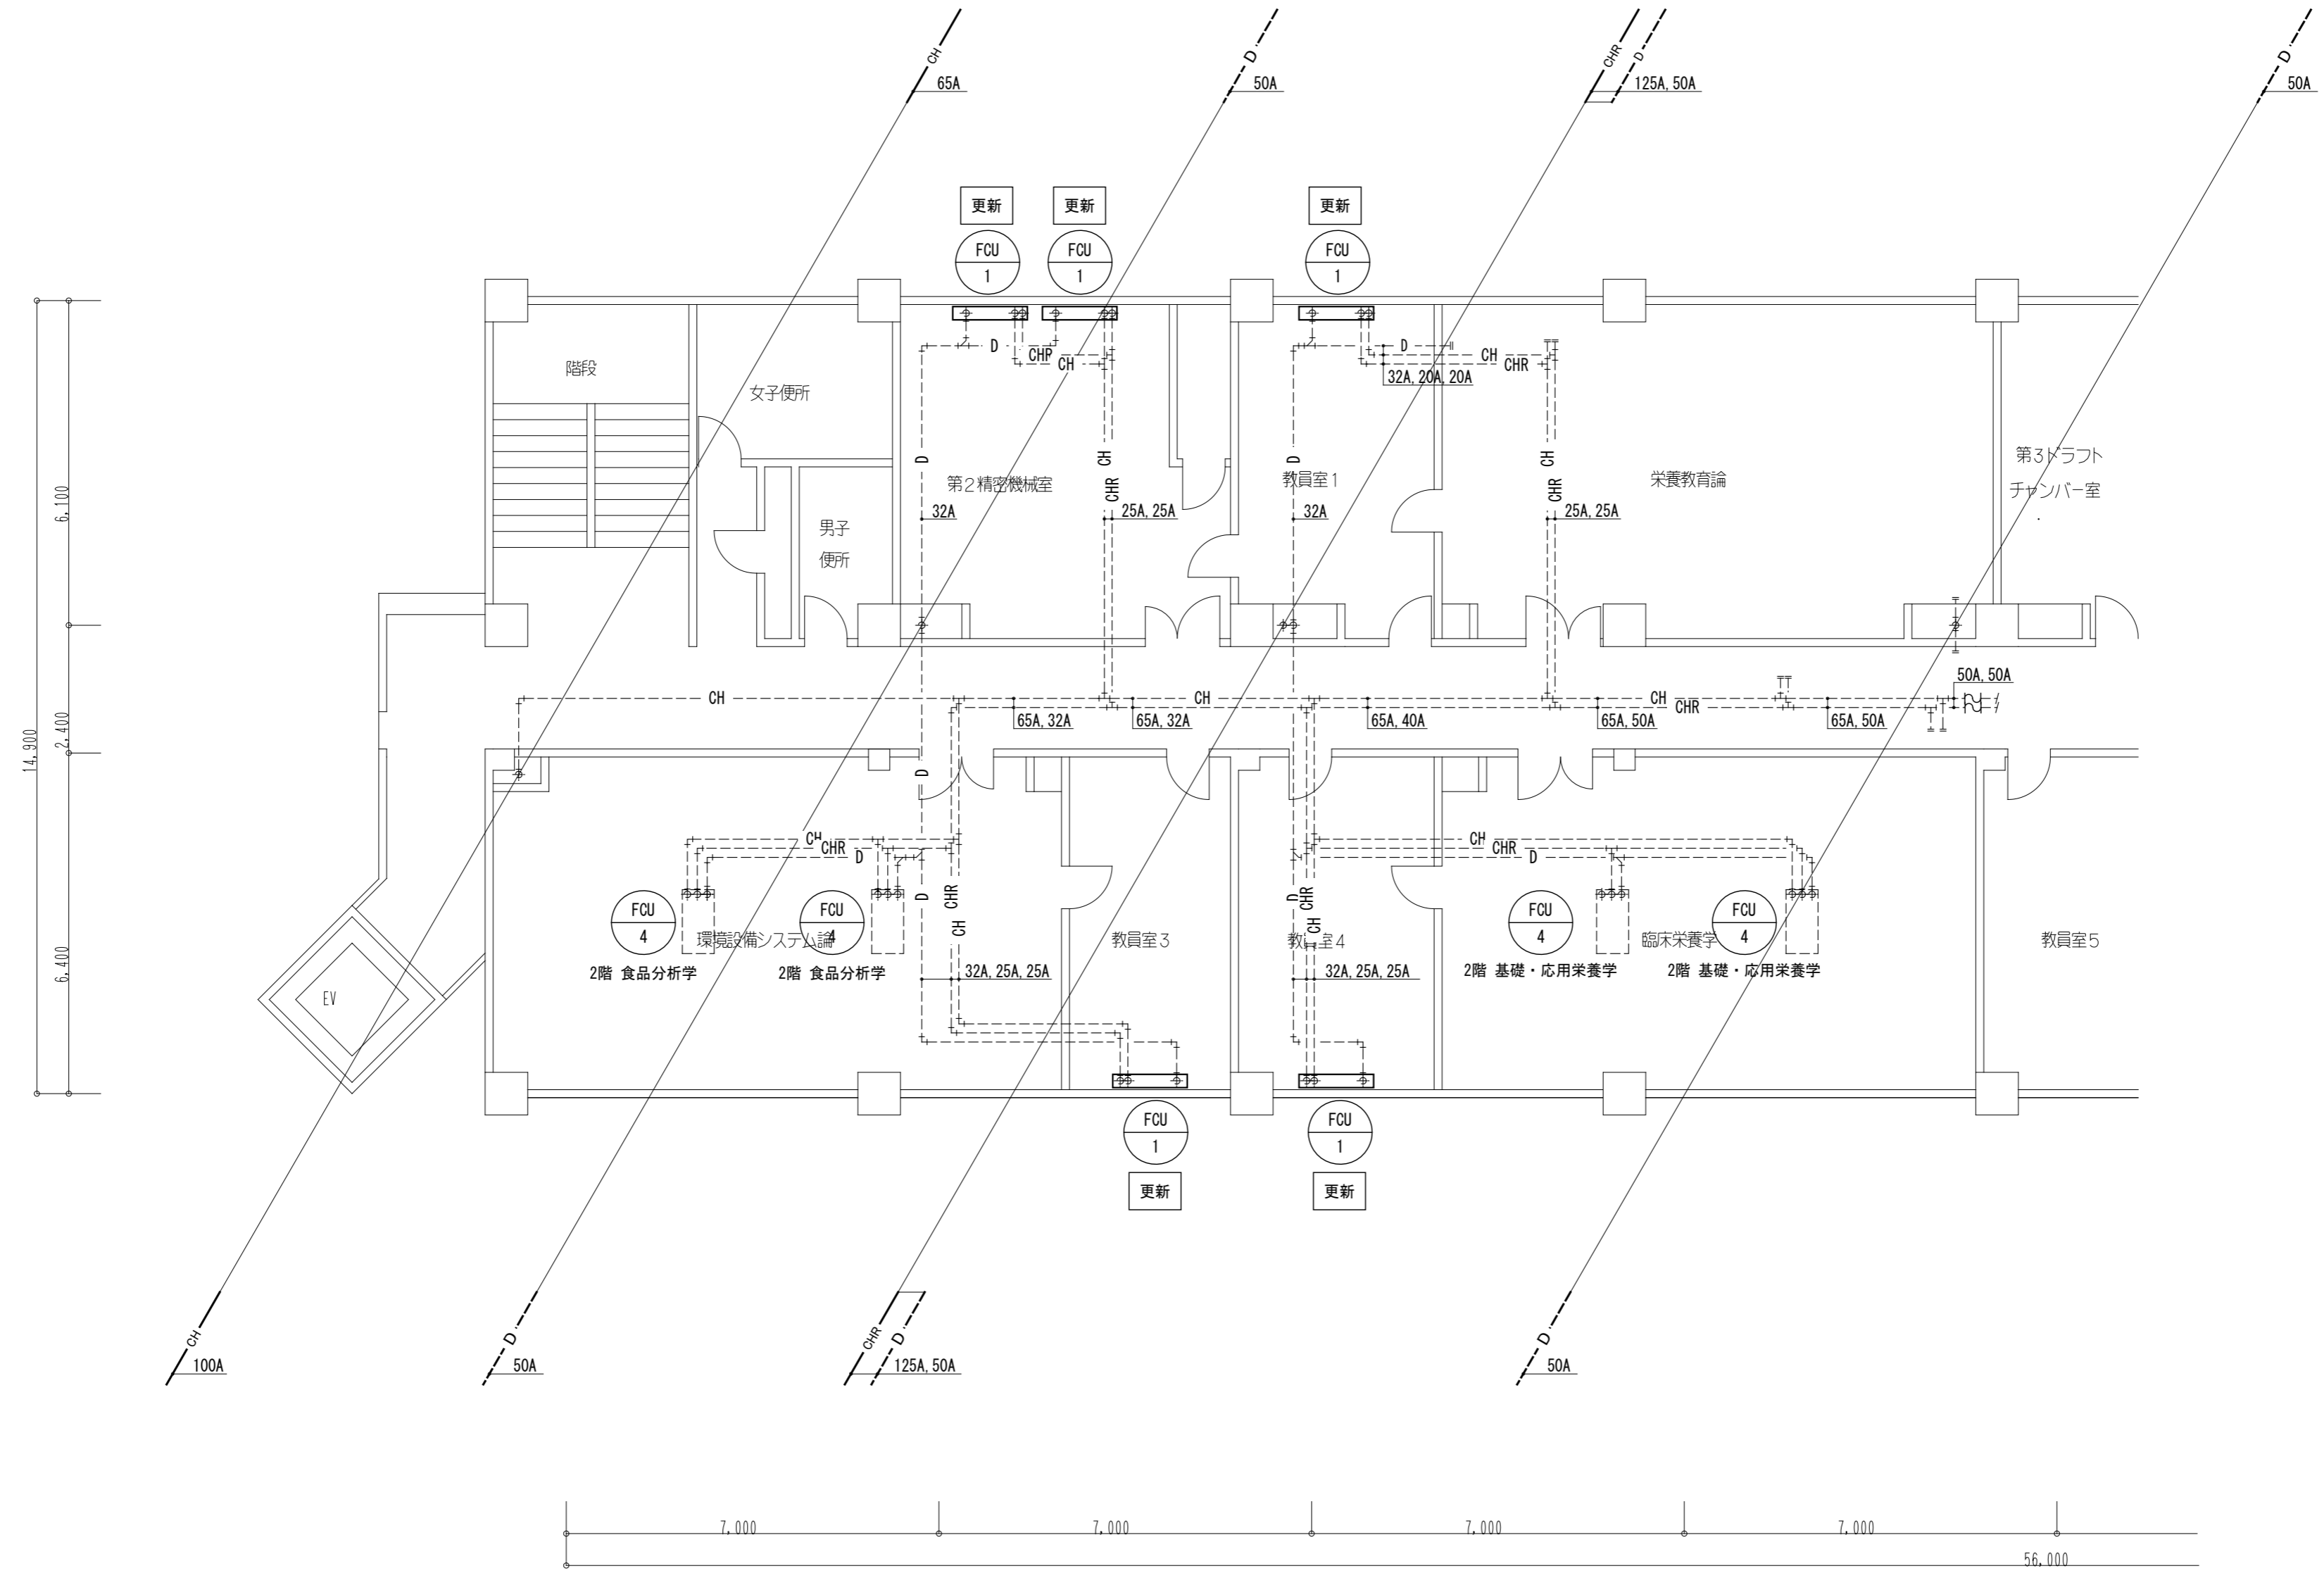 CH
D
CHR
D
D
65A
50A
125A, 50A
50A
更新
更新
更新
FCU
1
FCU
1
FCU
1
階段
女子便所
D
CHR
CH
D
CH
CHR
32A, 20A, 20A
男子
便所
第2精密機械室
D
CH
CHR
32A
25A, 25A
教員室1
D
32A
CH
CHR
25A, 25A
栄養教育論
第3ドラフト
チャンバー室
6,100
2,400
14,900
6,400
CH
CH
CH
CHR
50A, 50A
65A, 32A
65A, 32A
65A, 40A
65A, 50A
65A, 50A
D
CH
CHR
D
CH
CHR
D
FCU
4
FCU
4
環境設備システム論
2階 食品分析学
2階 食品分析学
D
CHR
CH
32A, 25A, 25A
教員室3
D
CHR
CH
教員室4
32A, 25A, 25A
FCU
4
FCU
4
臨床栄養学
2階 基礎・応用栄養学
2階 基礎・応用栄養学
教員室5
EV
FCU
1
FCU
1
更新
更新
CH
D
CHR
D
D
100A
50A
125A, 50A
50A
7,000
7,000
7,000
7,000
56,000